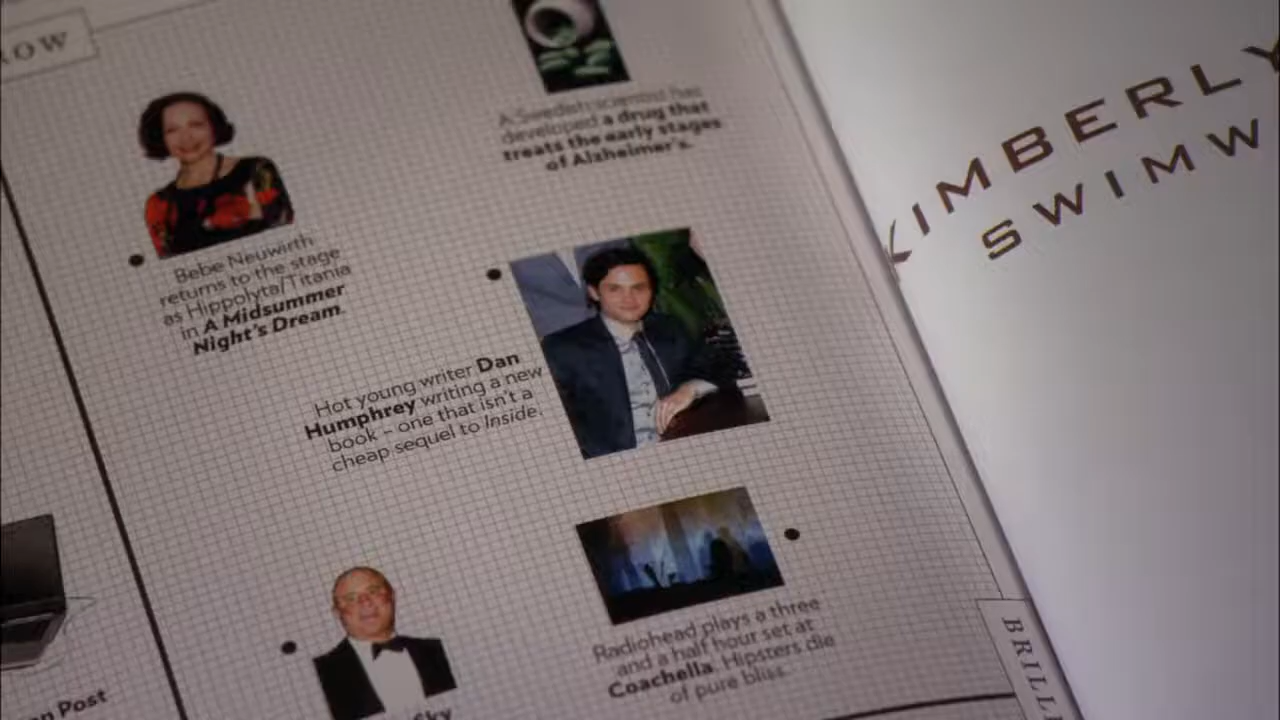 ROW
A Swedish scientist has
developed a drug that
treats the early stages
of Alzheimer's.
Bebe Neuwirth
returns to the stage
as Hippolyta/Titania
in A Midsummer
Night's Dream.
Hot young writer Dan
Humphrey writing a new
book – one that isn't a
cheap sequel to Inside.
Radiohead plays a three
and a half hour set at
Coachella. Hipsters die
of pure bliss.
Sky
Post
BRILLI
KIMBERLY
SWIMW